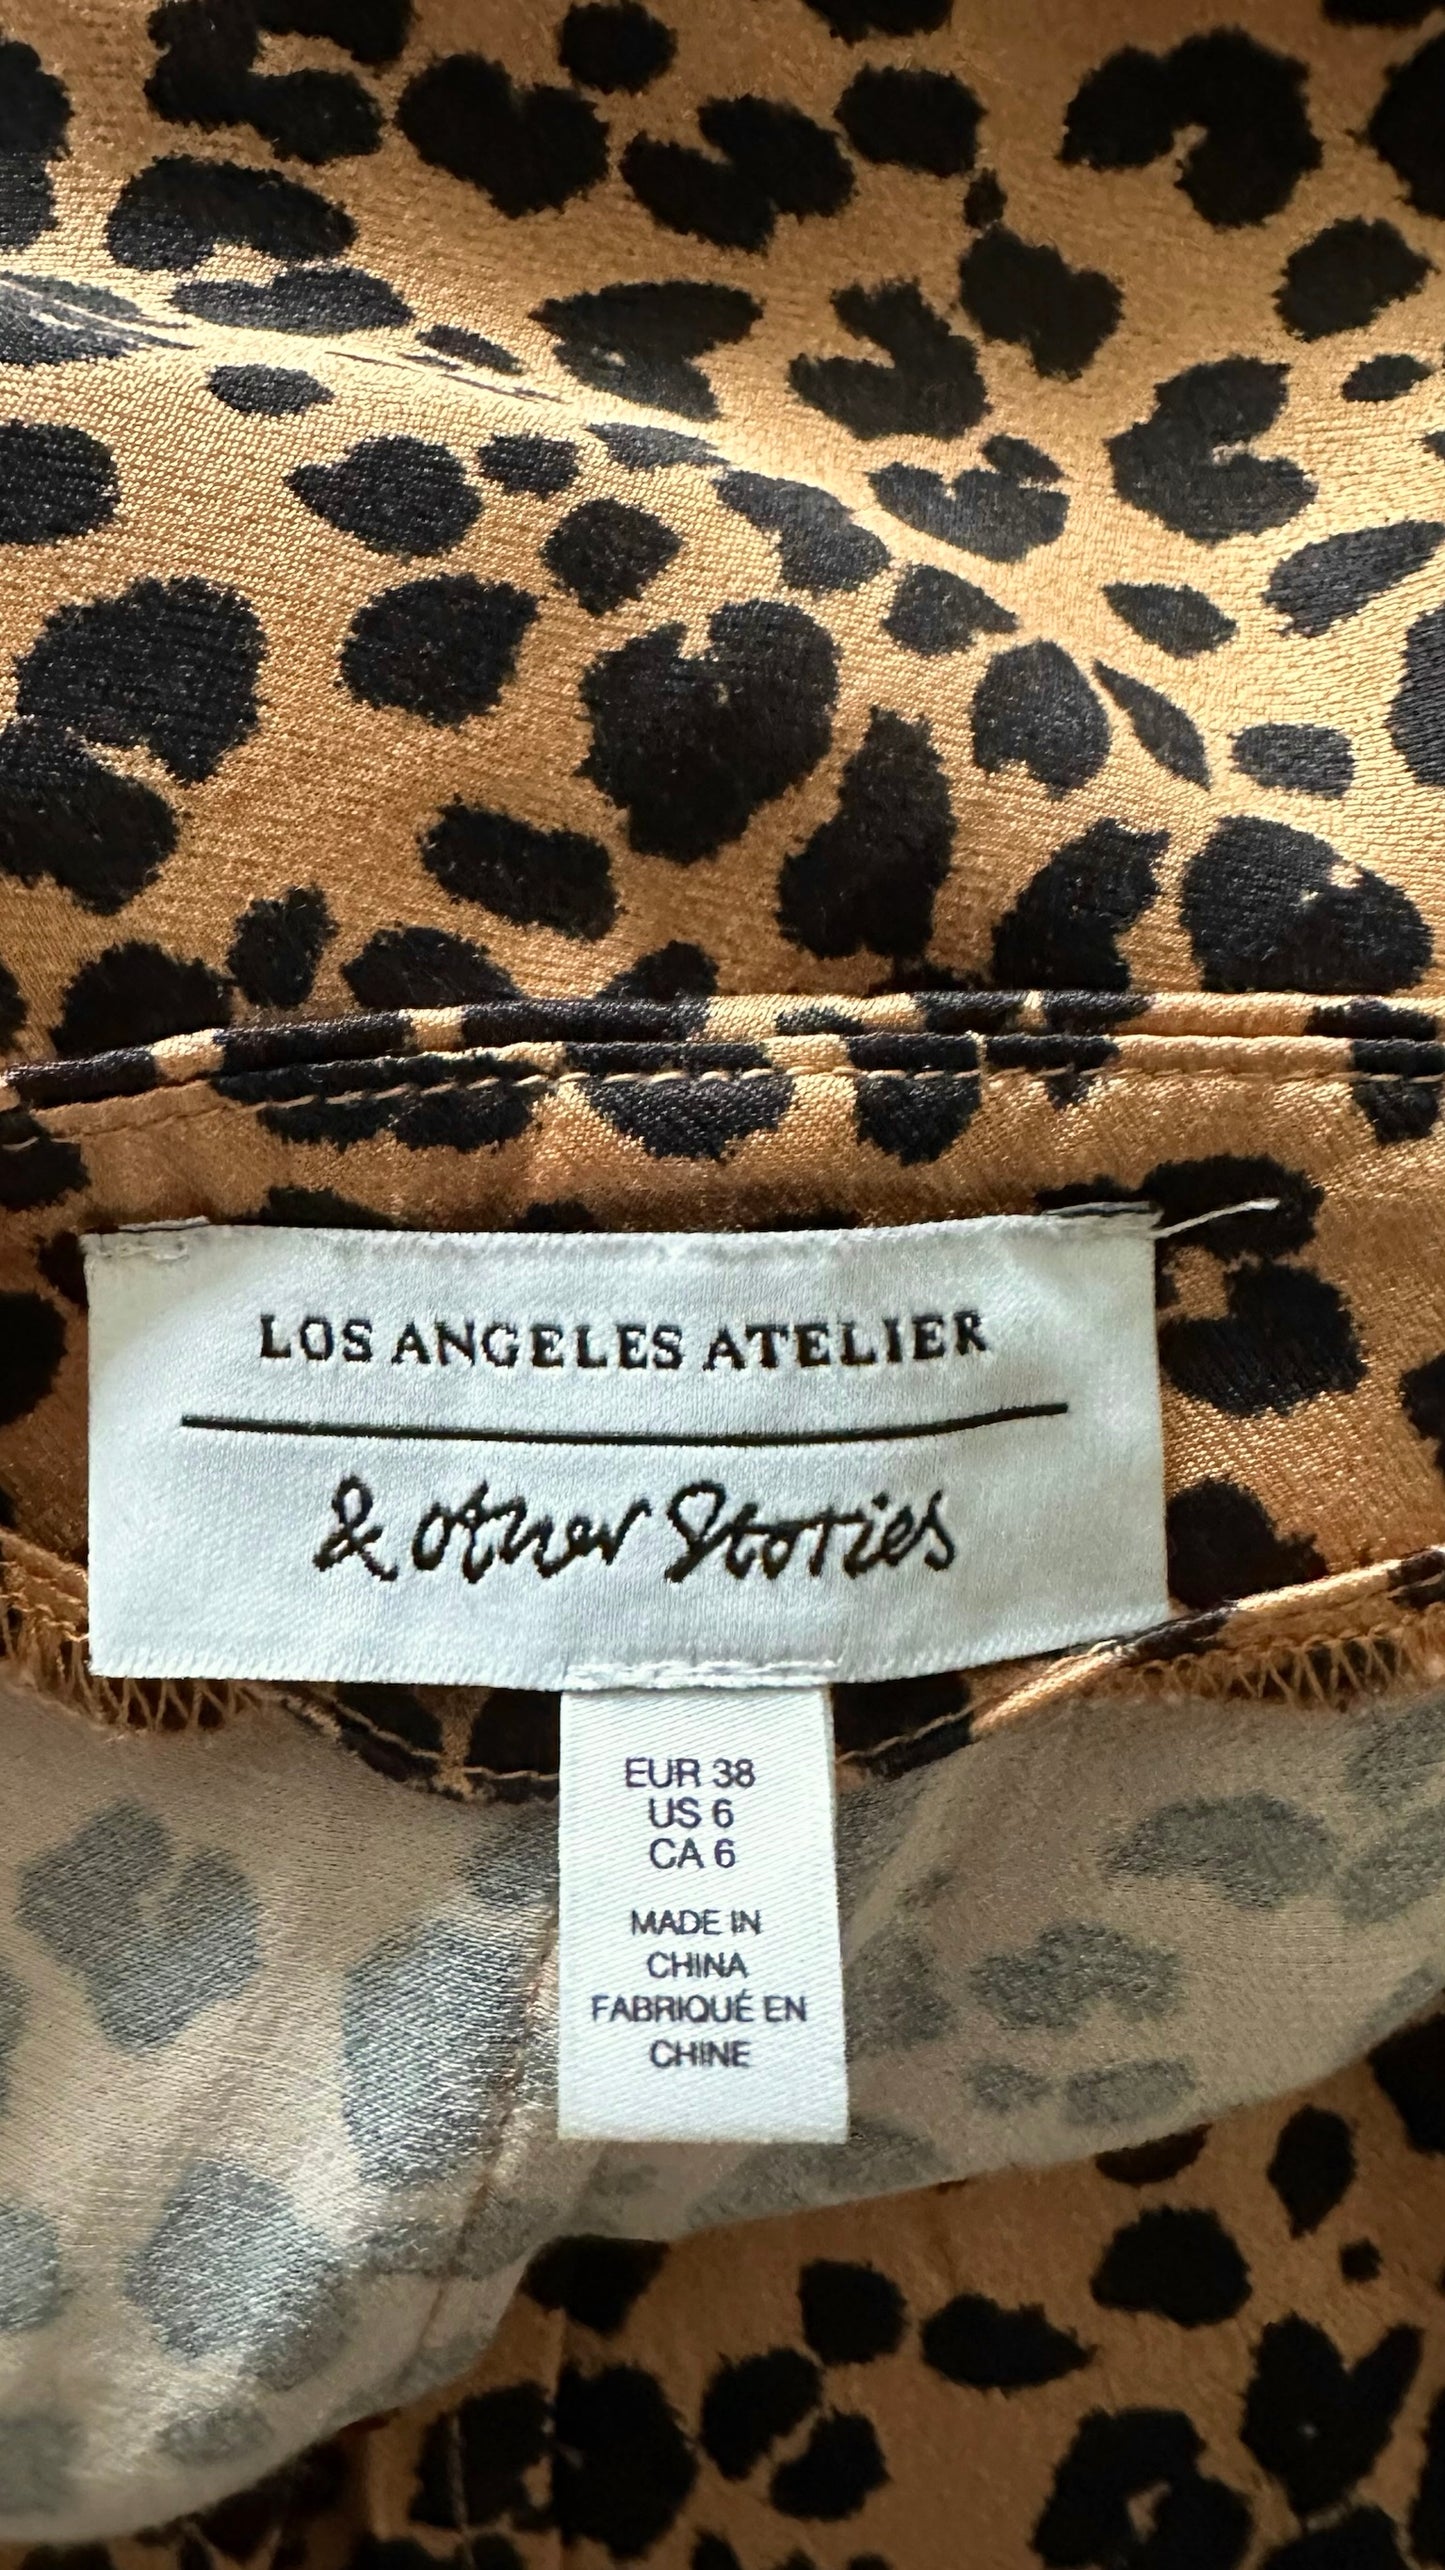 LOS ANGELES ATELIER
& other Stories
EUR 38
US 6
CA 6
MADE IN
CHINA
FABRIQUÉ EN
CHINE